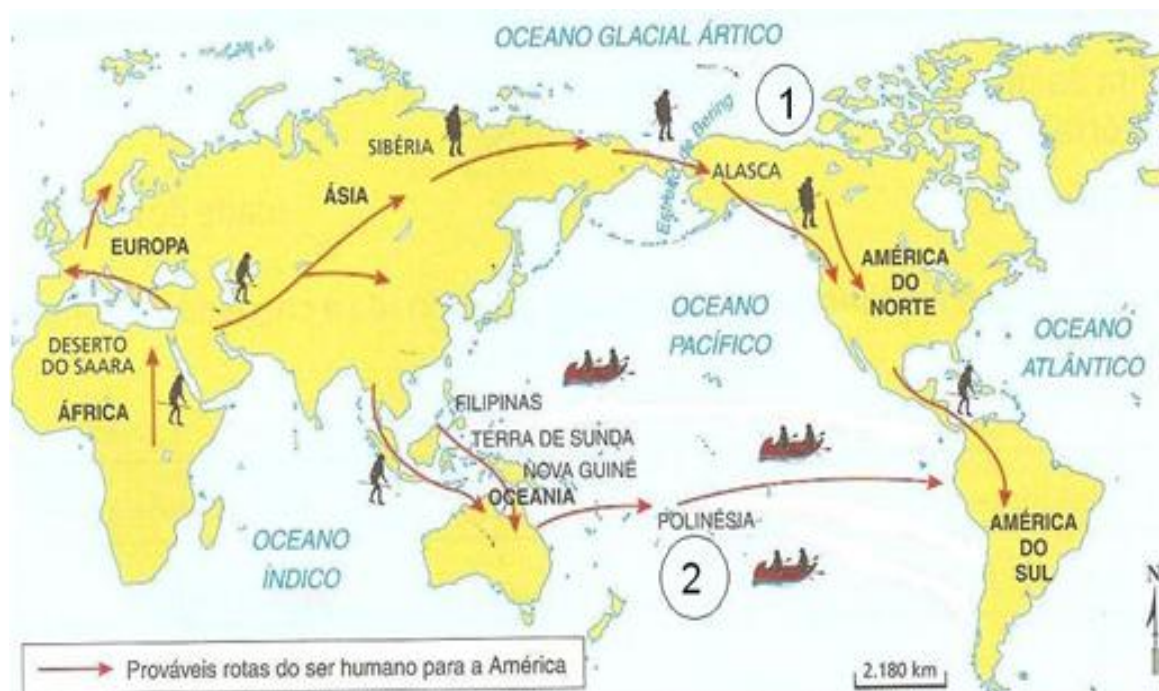 OCEANO GLACIAL ÁRTICO
1
Estreito de Bering
SIBÉRIA
ALASCA
ÁSIA
EUROPA
AMÉRICA
DO
NORTE
OCEANO
PACÍFICO
OCEANO
ATLÂNTICO
DESERTO
DO SAARA
ÁFRICA
FILIPINAS
TERRA DE SUNDA
NOVA GUINÉ
OCEANIA
POLINÉSIA
2
OCEANO
ÍNDICO
AMÉRICA
DO
SUL
N
Prováveis rotas do ser humano para a América
2.180 km